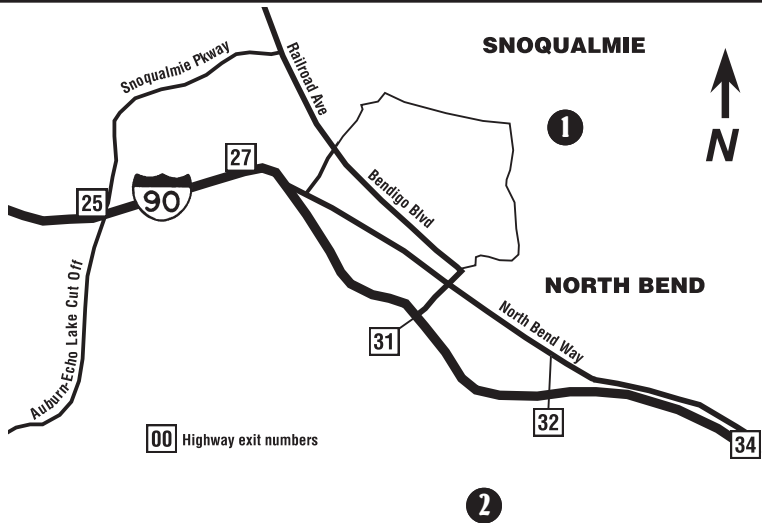 SNOQUALMIE
Snoqualmie Pkway
Railroad Ave
1
N
27
Bendigo Blvd
25
90
Auburn-Echo Lake Cut Off
NORTH BEND
North Bend Way
31
32
00 Highway exit numbers
34
2